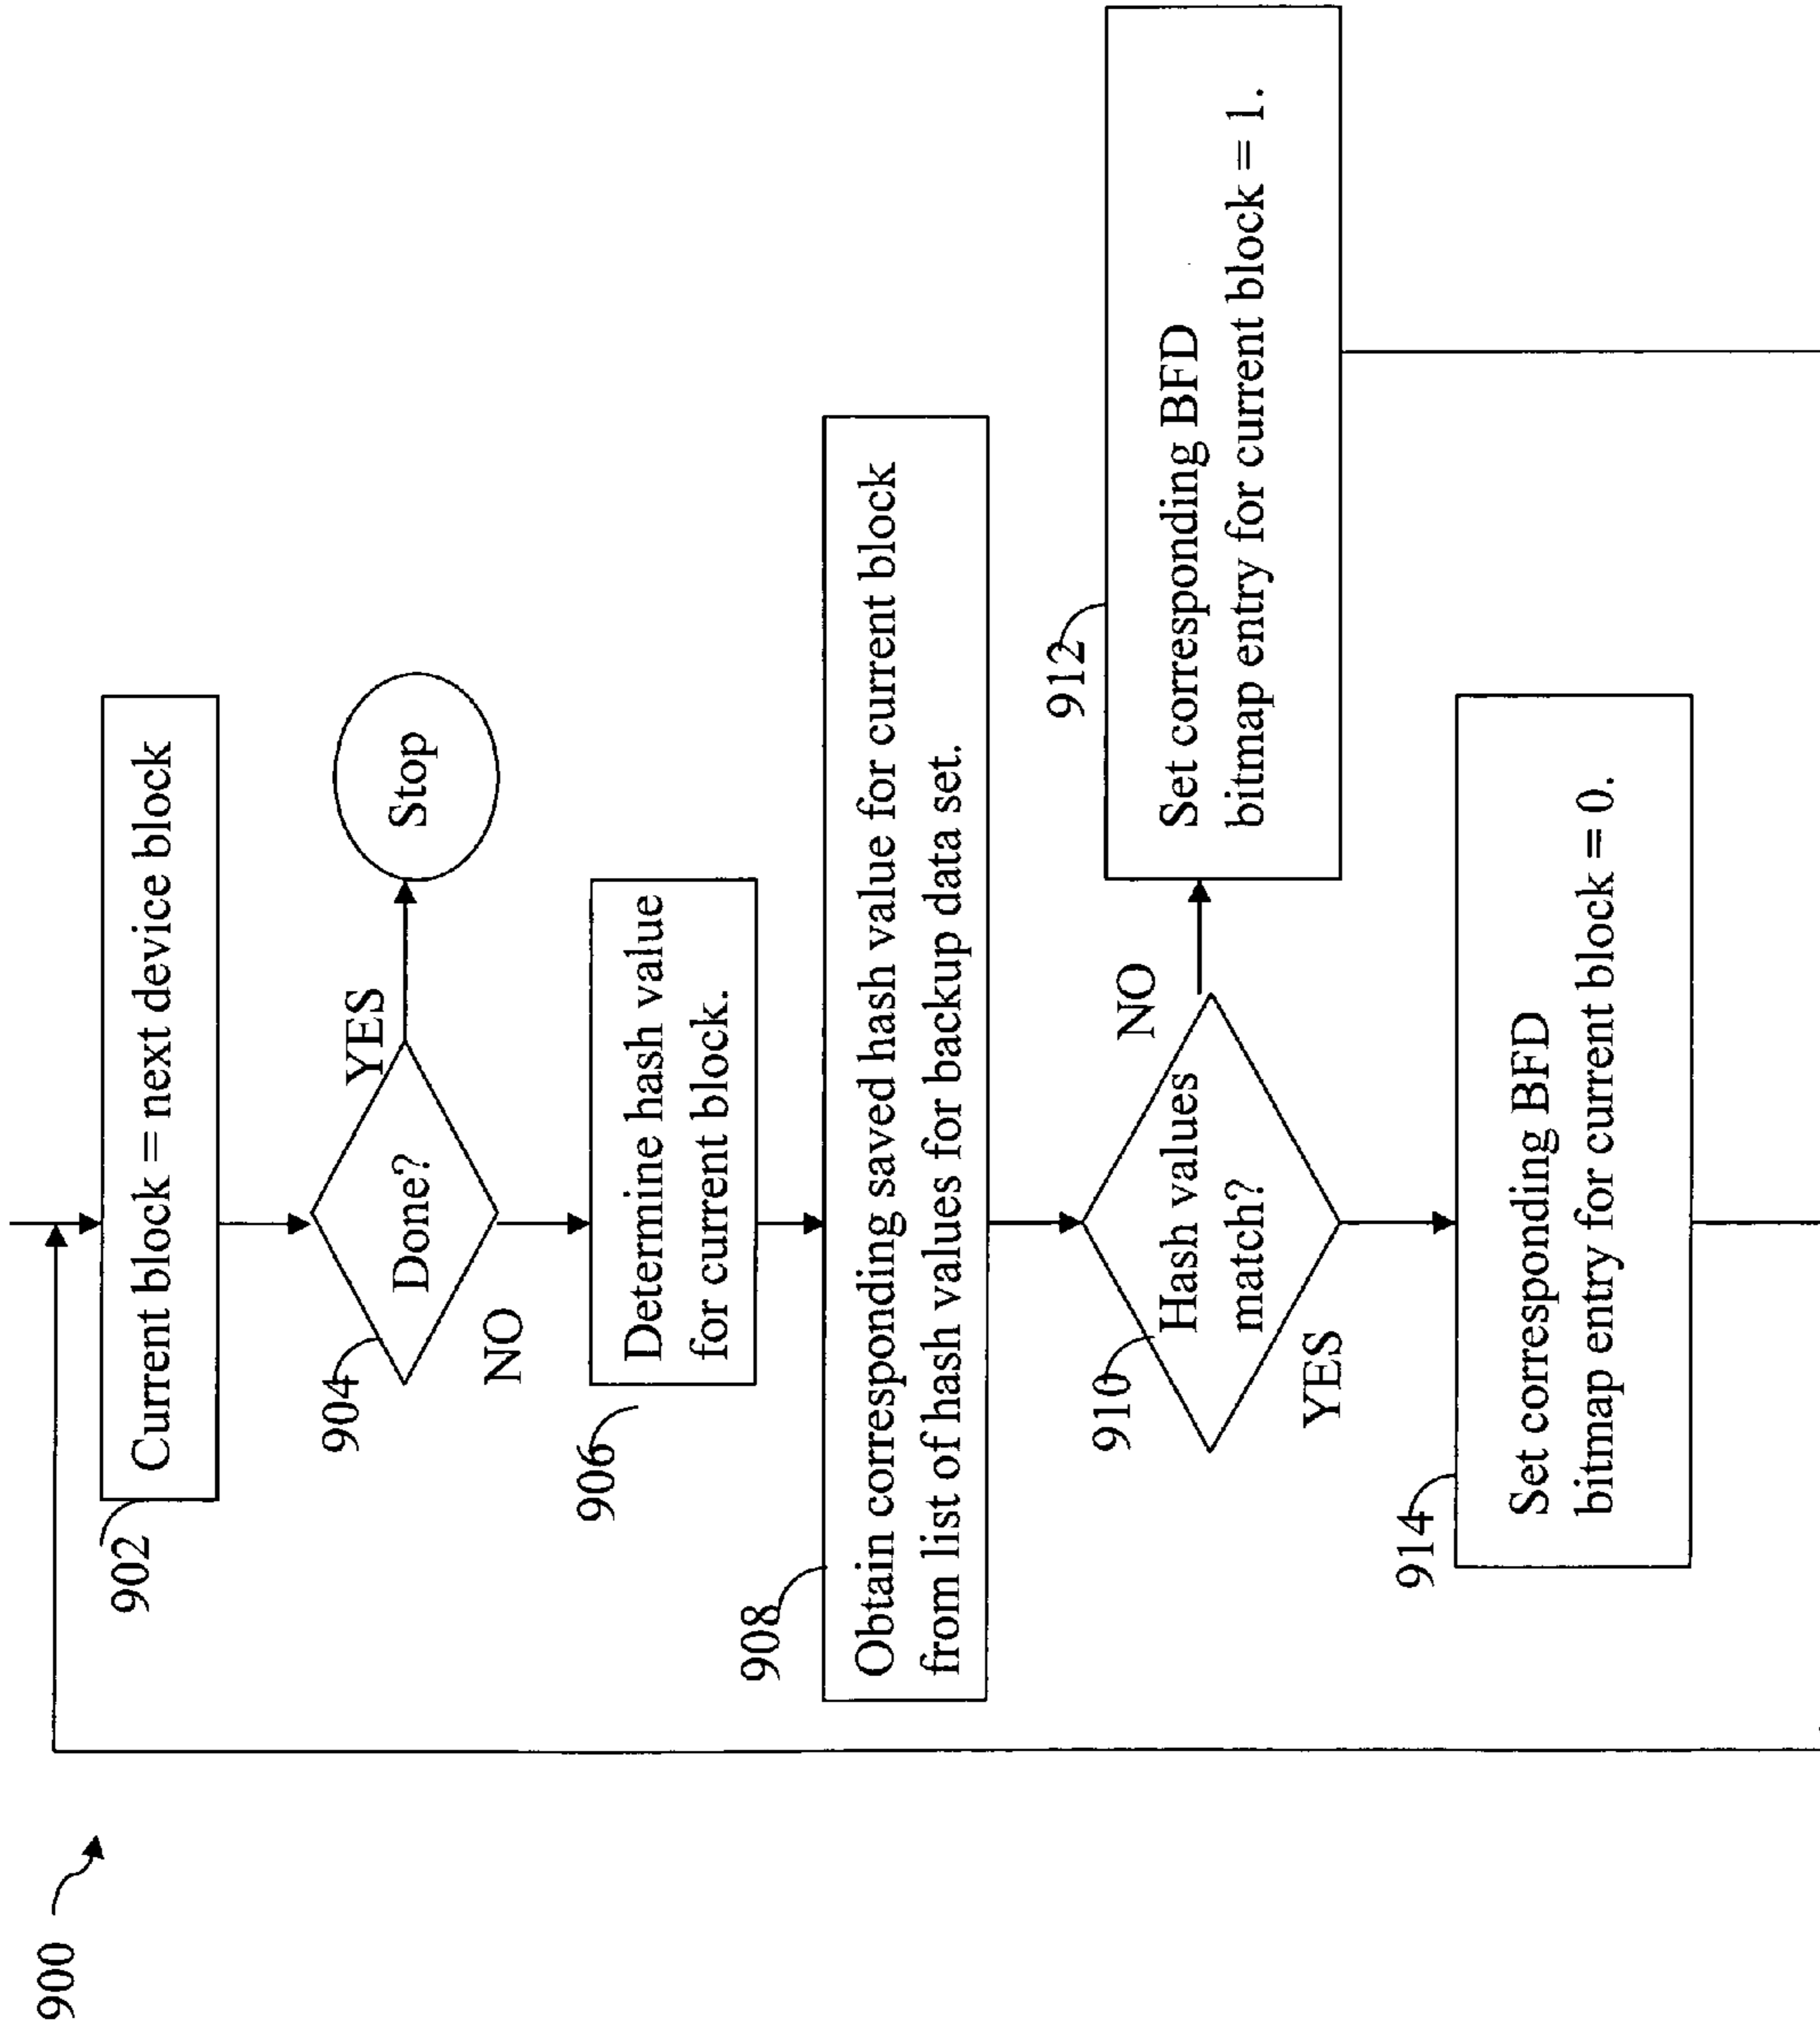 900
902
Current block = next device block
904
Done?
YES
Stop
NO
906
Determine hash value
for current block.
908
Obtain corresponding saved hash value for current block
from list of hash values for backup data set.
910
Hash values
match?
NO
912
Set corresponding BFD
bitmap entry for current block = 1.
YES
914
Set corresponding BFD
bitmap entry for current block = 0.